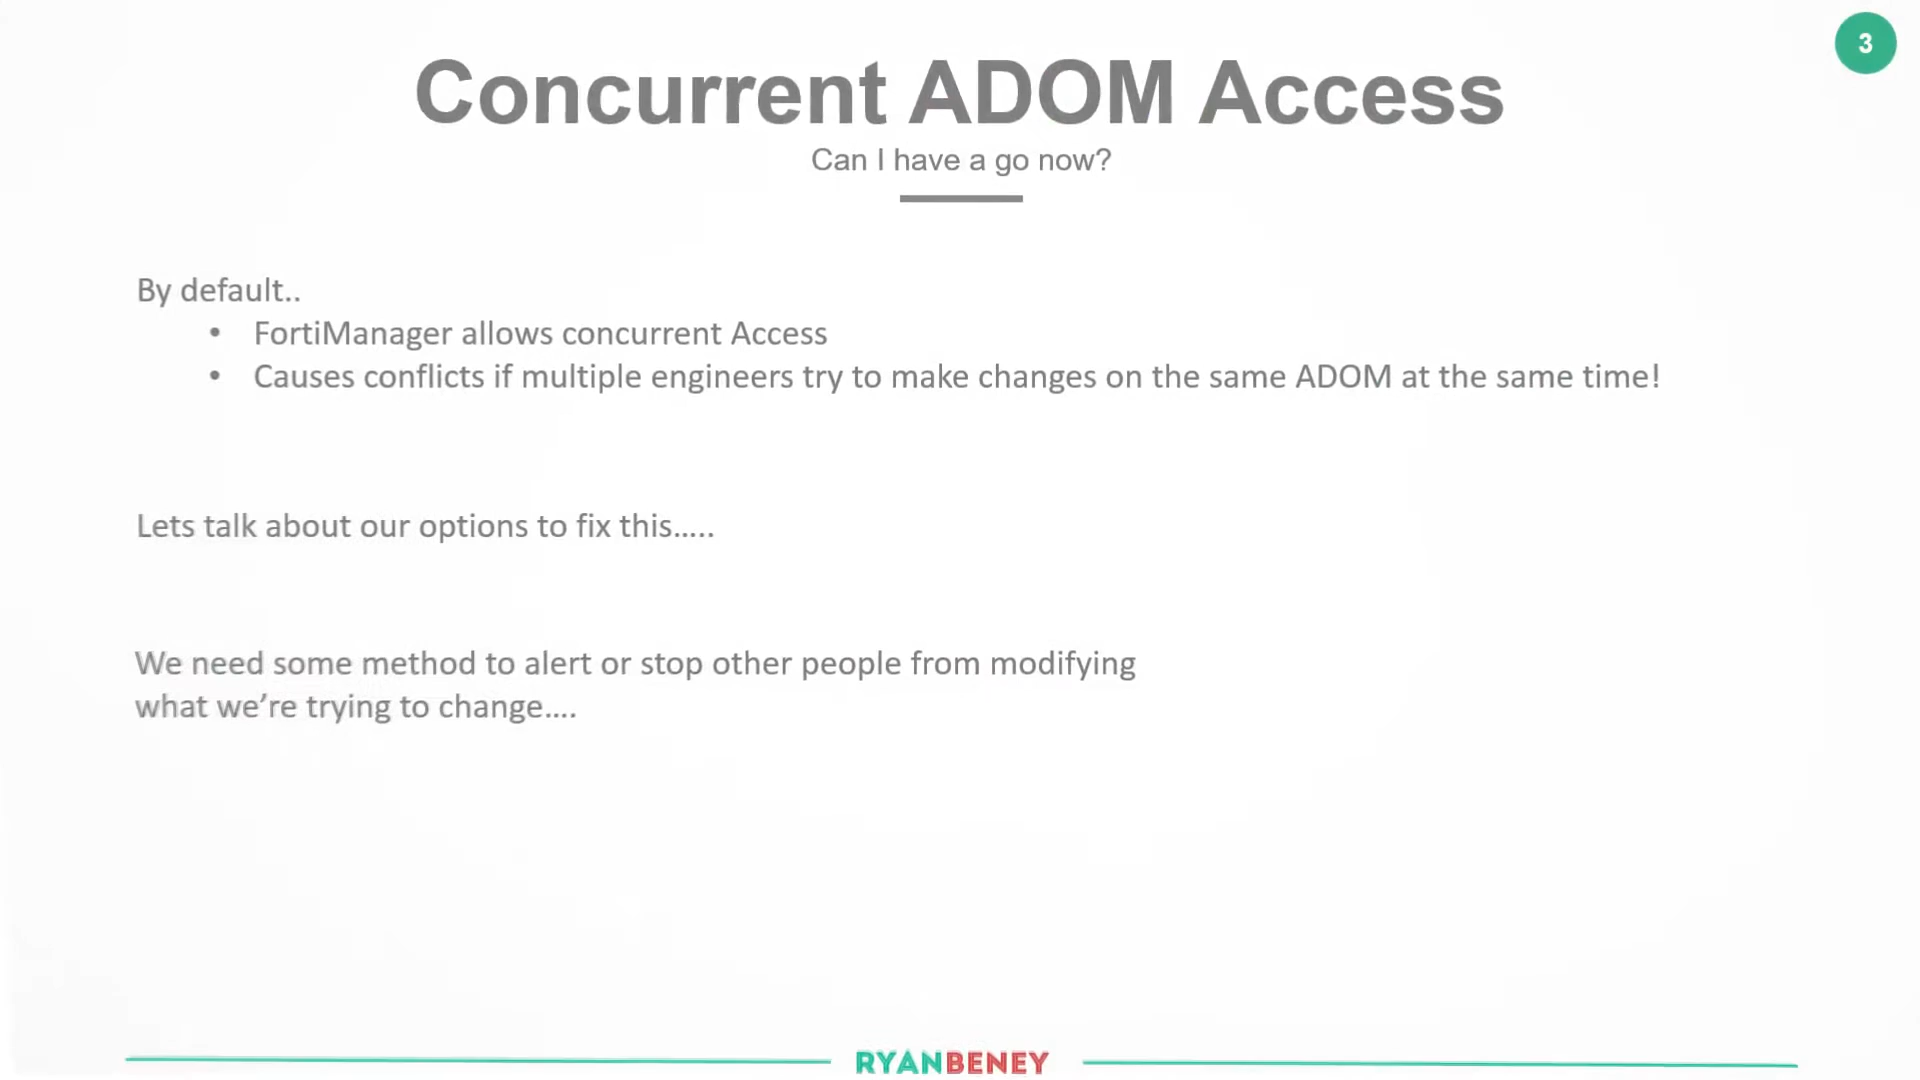 3
Concurrent ADOM Access
Can I have a go now?
By default..
• FortiManager allows concurrent Access
• Causes conflicts if multiple engineers try to make changes on the same ADOM at the same time!
Lets talk about our options to fix this.....
We need some method to alert or stop other people from modifying
what we’re trying to change....
RYANBENEY